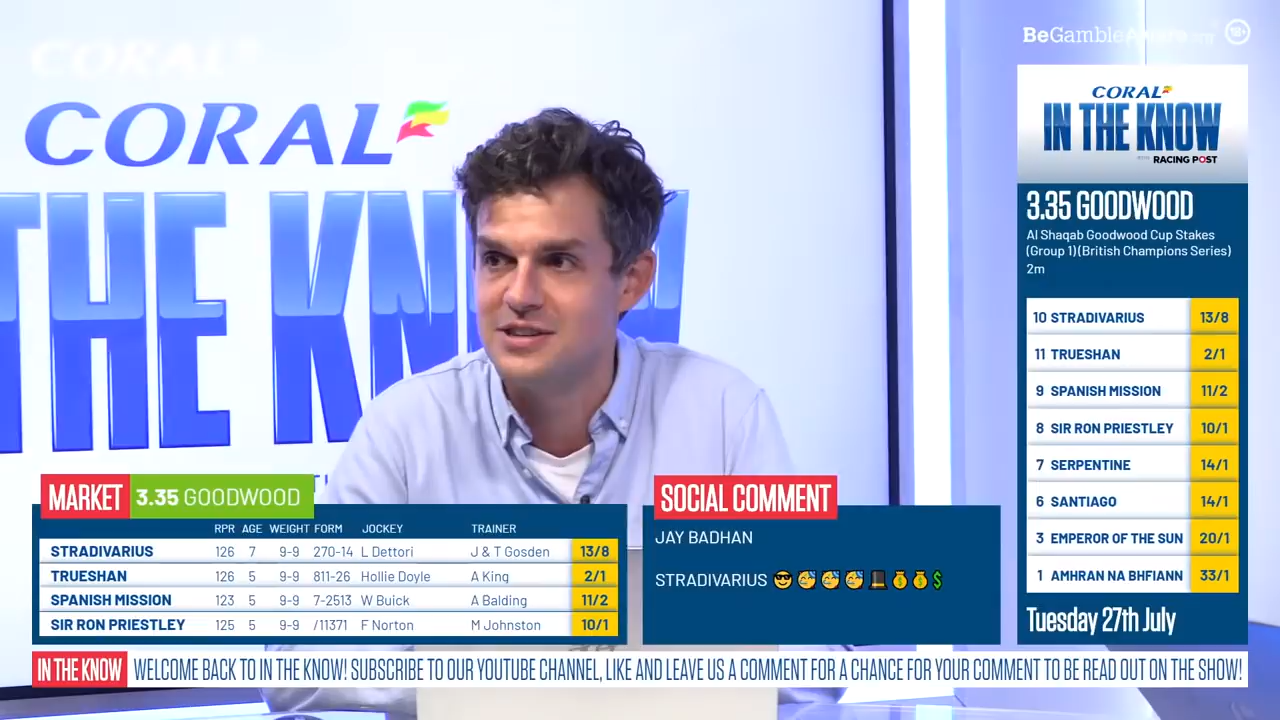 CORAL
BeGambleAware.org 18+
CORAL
THE KNOW
CORAL
IN THE KNOW
WITH RACING POST
3.35 GOODWOOD
Al Shaqab Goodwood Cup Stakes
(Group 1)(British Champions Series)
2m
10 STRADIVARIUS 13/8
11 TRUESHAN 2/1
9 SPANISH MISSION 11/2
8 SIR RON PRIESTLEY 10/1
7 SERPENTINE 14/1
6 SANTIAGO 14/1
3 EMPEROR OF THE SUN 20/1
1 AMHRAN NA BHFIANN 33/1
Tuesday 27th July
MARKET 3.35 GOODWOOD
RPR AGE WEIGHT FORM JOCKEY TRAINER
STRADIVARIUS 126 7 9-9 270-14 L Dettori J & T Gosden 13/8
TRUESHAN 126 5 9-9 811-26 Hollie Doyle A King 2/1
SPANISH MISSION 123 5 9-9 7-2513 W Buick A Balding 11/2
SIR RON PRIESTLEY 125 5 9-9 /11371 F Norton M Johnston 10/1
SOCIAL COMMENT
JAY BADHAN
STRADIVARIUS 😎🥳🥳🥳🎩💰💰💲
IN THE KNOW WELCOME BACK TO IN THE KNOW! SUBSCRIBE TO OUR YOUTUBE CHANNEL, LIKE AND LEAVE US A COMMENT FOR A CHANCE FOR YOUR COMMENT TO BE READ OUT ON THE SHOW!